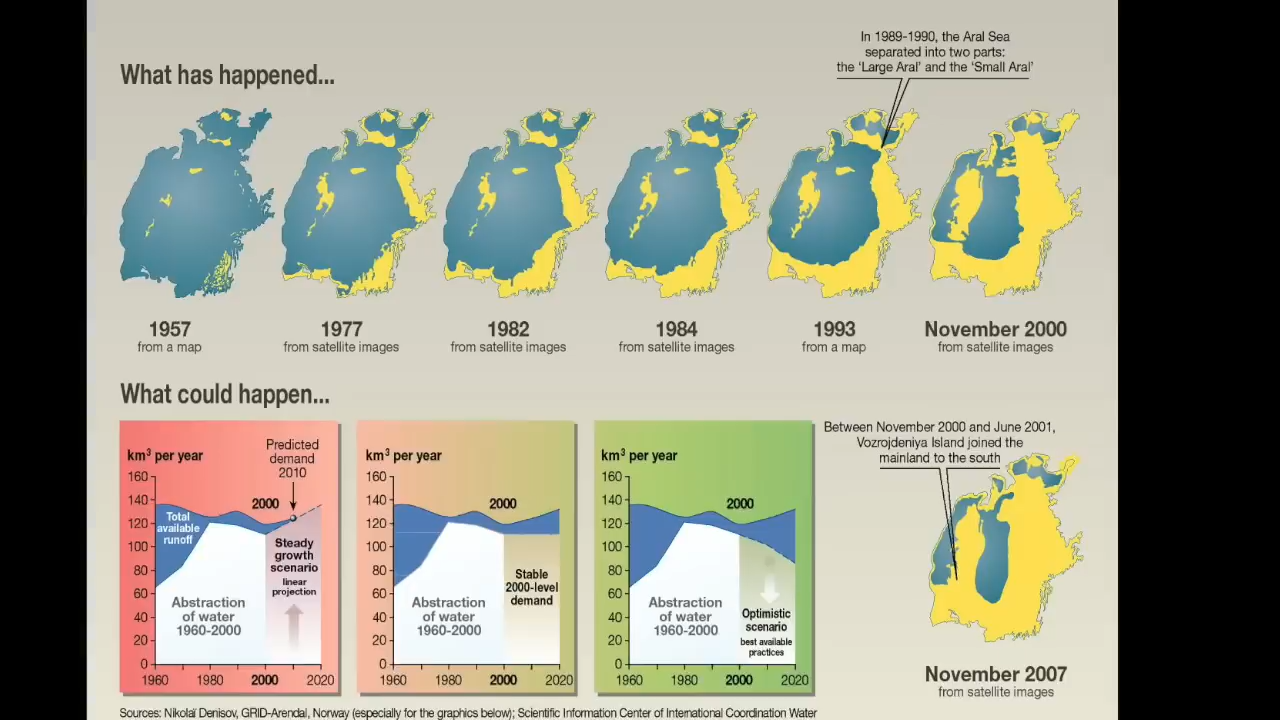 In 1989-1990, the Aral Sea
separated into two parts:
the ‘Large Aral’ and the ‘Small Aral’
What has happened...
1957
from a map
1977
from satellite images
1982
from satellite images
1984
from satellite images
1993
from a map
November 2000
from satellite images
What could happen...
km³ per year
160
140
120
100
80
60
40
20
0
1960
1980
2000
2020
Predicted
demand
2010
2000
Total
available
runoff
Steady
growth
scenario
linear
projection
Abstraction
of water
1960-2000
km³ per year
160
140
120
100
80
60
40
20
0
1960
1980
2000
2020
2000
Stable
2000-level
demand
Abstraction
of water
1960-2000
km³ per year
160
140
120
100
80
60
40
20
0
1960
1980
2000
2020
2000
Abstraction
of water
1960-2000
Optimistic
scenario
best available
practices
Between November 2000 and June 2001,
Vozrojdeniya Island joined the
mainland to the south
November 2007
from satellite images
Sources: Nikolaï Denisov, GRID-Arendal, Norway (especially for the graphics below); Scientific Information Center of International Coordination Water